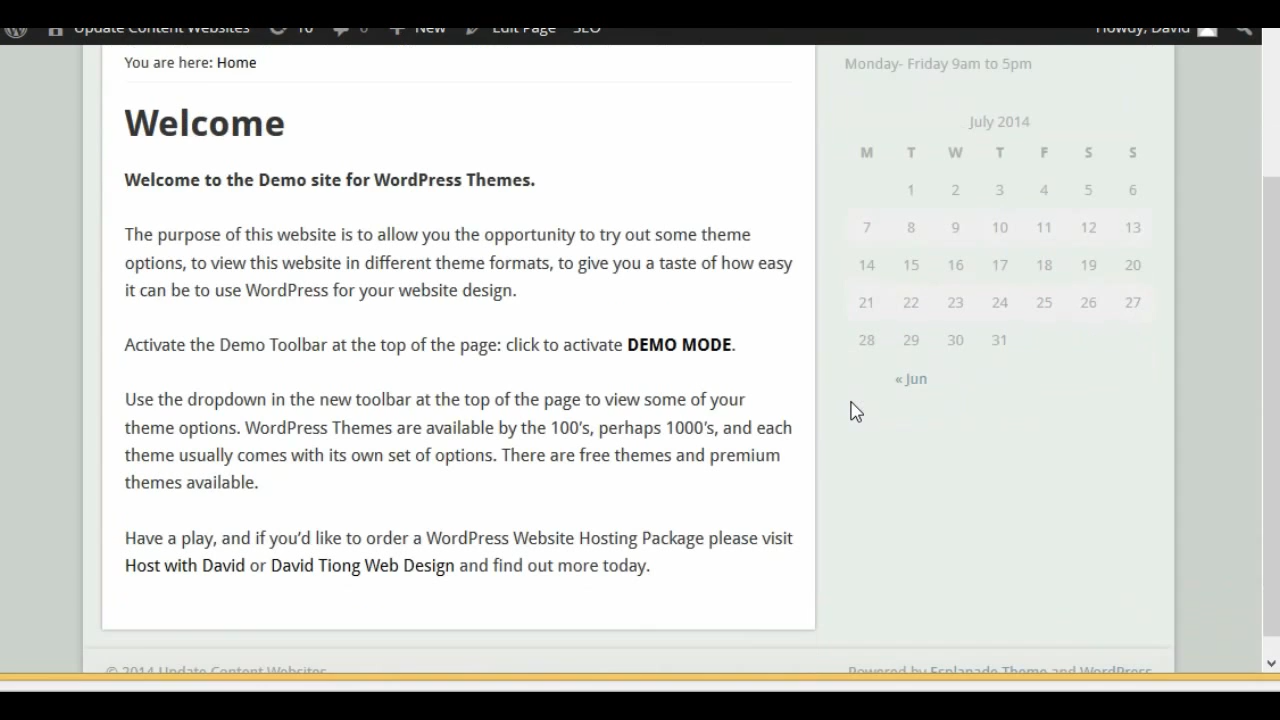 Update Content Websites 10 0 New Edit Page SEO Howdy, David
You are here: Home
Welcome
Welcome to the Demo site for WordPress Themes.
The purpose of this website is to allow you the opportunity to try out some theme
options, to view this website in different theme formats, to give you a taste of how easy
it can be to use WordPress for your website design.
Activate the Demo Toolbar at the top of the page: click to activate DEMO MODE.
Use the dropdown in the new toolbar at the top of the page to view some of your
theme options. WordPress Themes are available by the 100's, perhaps 1000's, and each
theme usually comes with its own set of options. There are free themes and premium
themes available.
Have a play, and if you'd like to order a WordPress Website Hosting Package please visit
Host with David or David Tiong Web Design and find out more today.
Monday- Friday 9am to 5pm
July 2014
M T W T F S S
1 2 3 4 5 6
7 8 9 10 11 12 13
14 15 16 17 18 19 20
21 22 23 24 25 26 27
28 29 30 31
« Jun
© 2014 Update Content Websites
Powered by Esplanade Theme and WordPress